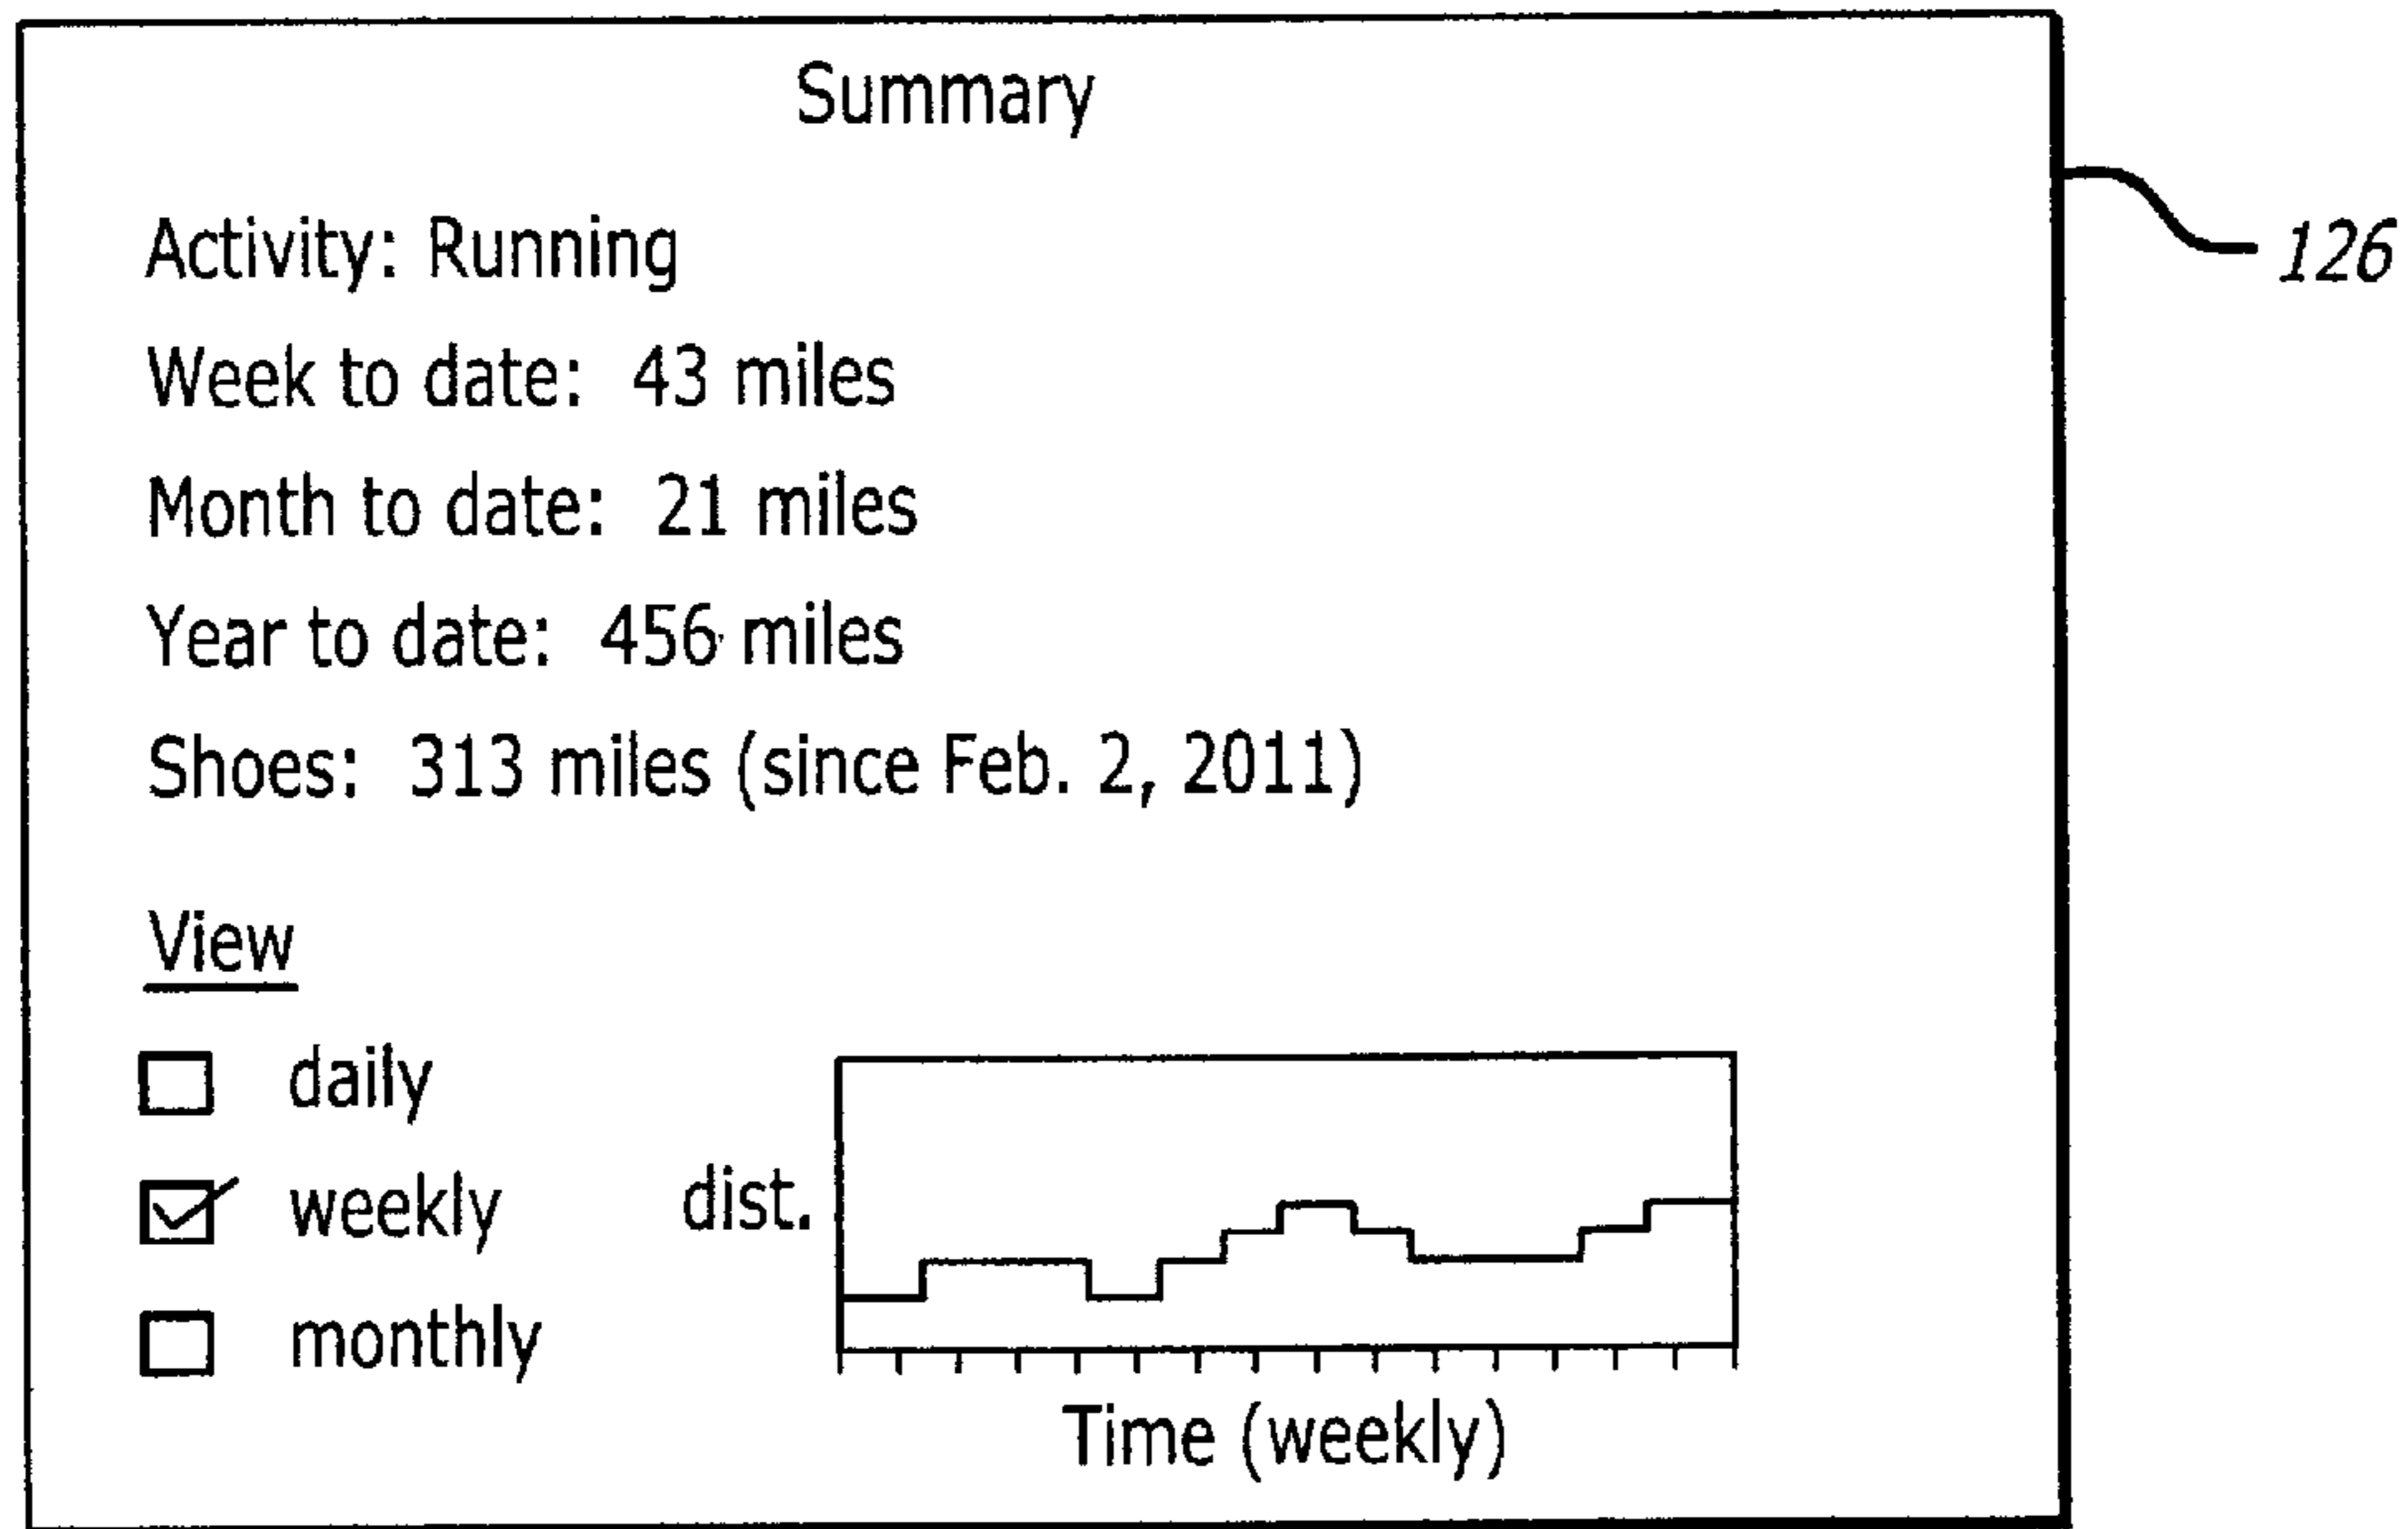 Summary
126
Activity: Running
Week to date: 43 miles
Month to date: 21 miles
Year to date: 456 miles
Shoes: 313 miles (since Feb. 2, 2011)
View
daily
weekly
monthly
dist.
Time (weekly)